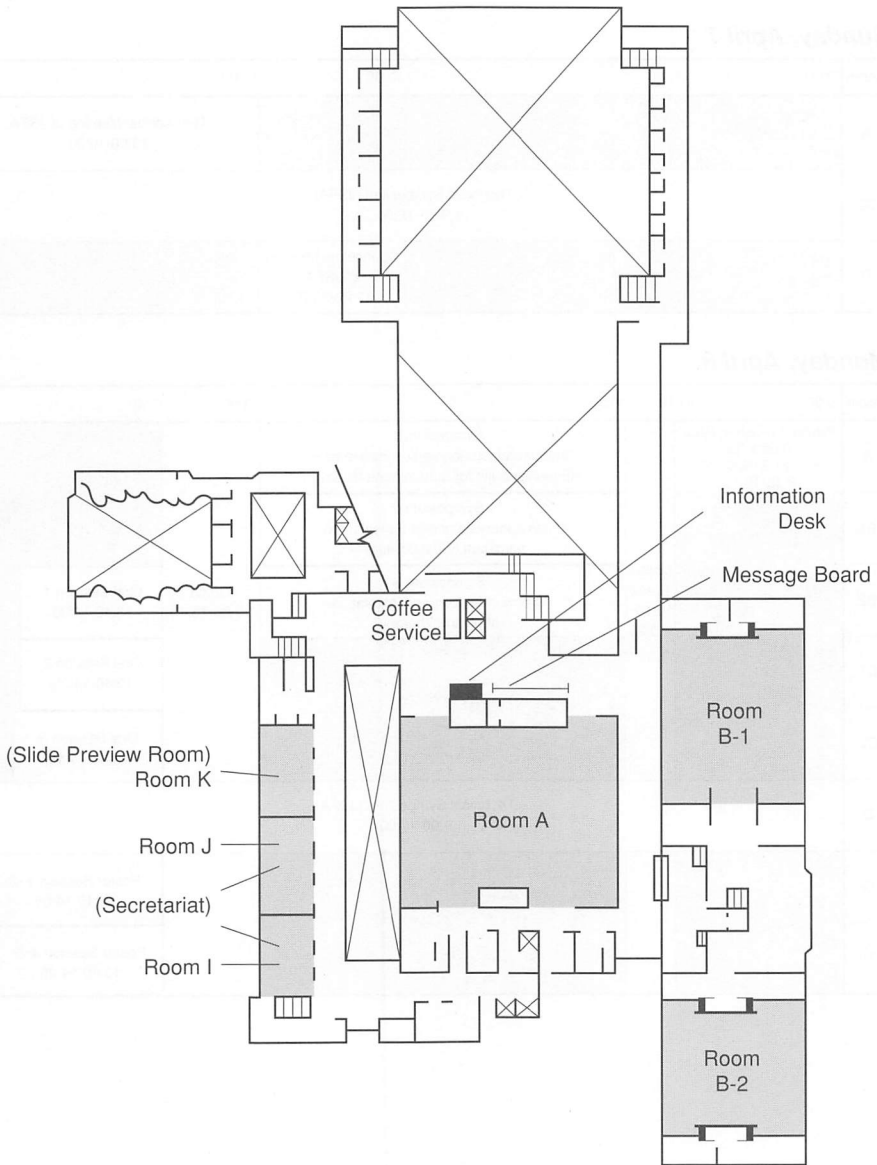 Information
Desk
Message Board
Coffee
Service
Room
B-1
(Slide Preview Room)
Room K
Room A
Room J
(Secretariat)
Room I
Room
B-2